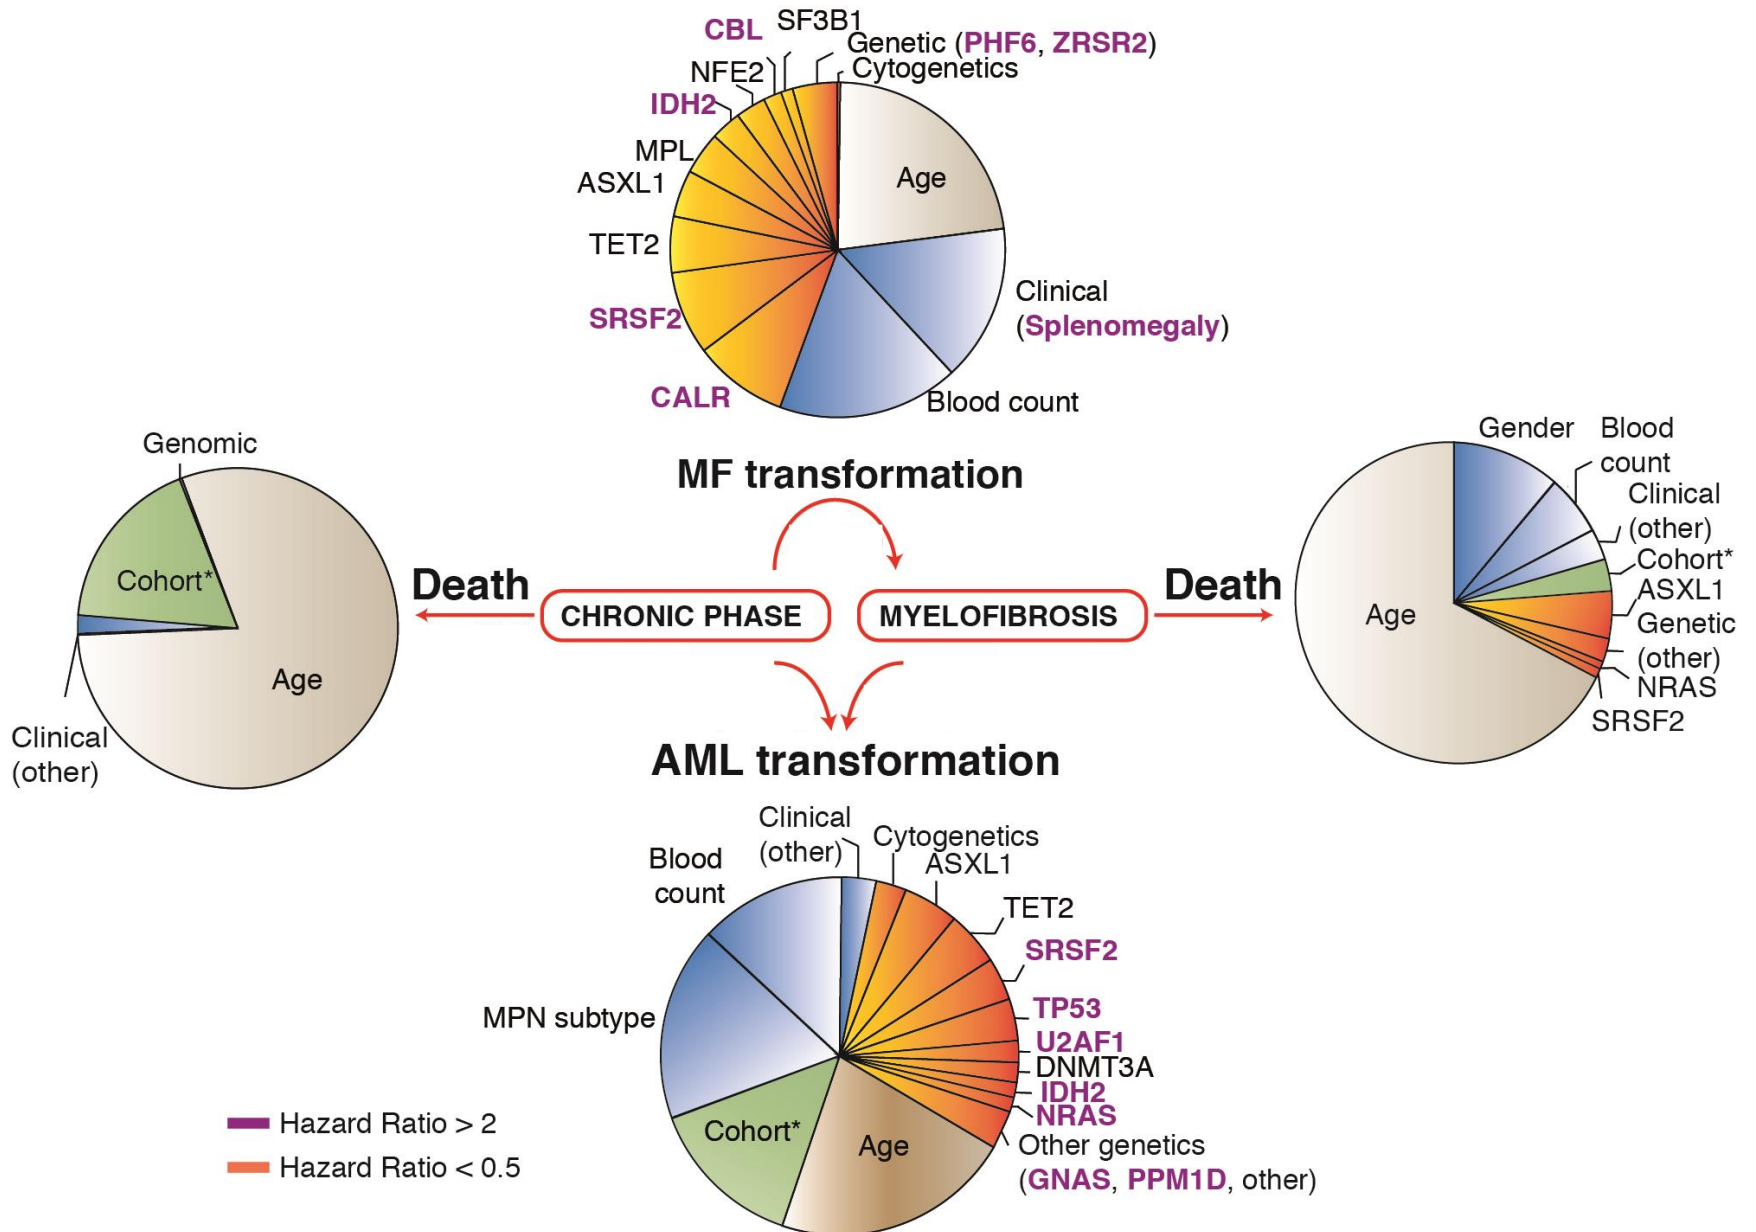 CBL
SF3B1
Genetic (PHF6, ZRSR2)
Cytogenetics
NFE2
IDH2
MPL
ASXL1
TET2
SRSF2
CALR
Age
Clinical
(Splenomegaly)
Blood count
MF transformation
Genomic
Cohort*
Age
Clinical
(other)
Death
CHRONIC PHASE
MYELOFIBROSIS
Death
Gender
Blood
count
Clinical
(other)
Cohort*
ASXL1
Genetic
(other)
NRAS
SRSF2
Age
AML transformation
Clinical
(other)
Cytogenetics
ASXL1
TET2
SRSF2
TP53
U2AF1
DNMT3A
IDH2
NRAS
Other genetics
(GNAS, PPM1D, other)
Age
Cohort*
MPN subtype
Blood
count
Hazard Ratio > 2
Hazard Ratio < 0.5